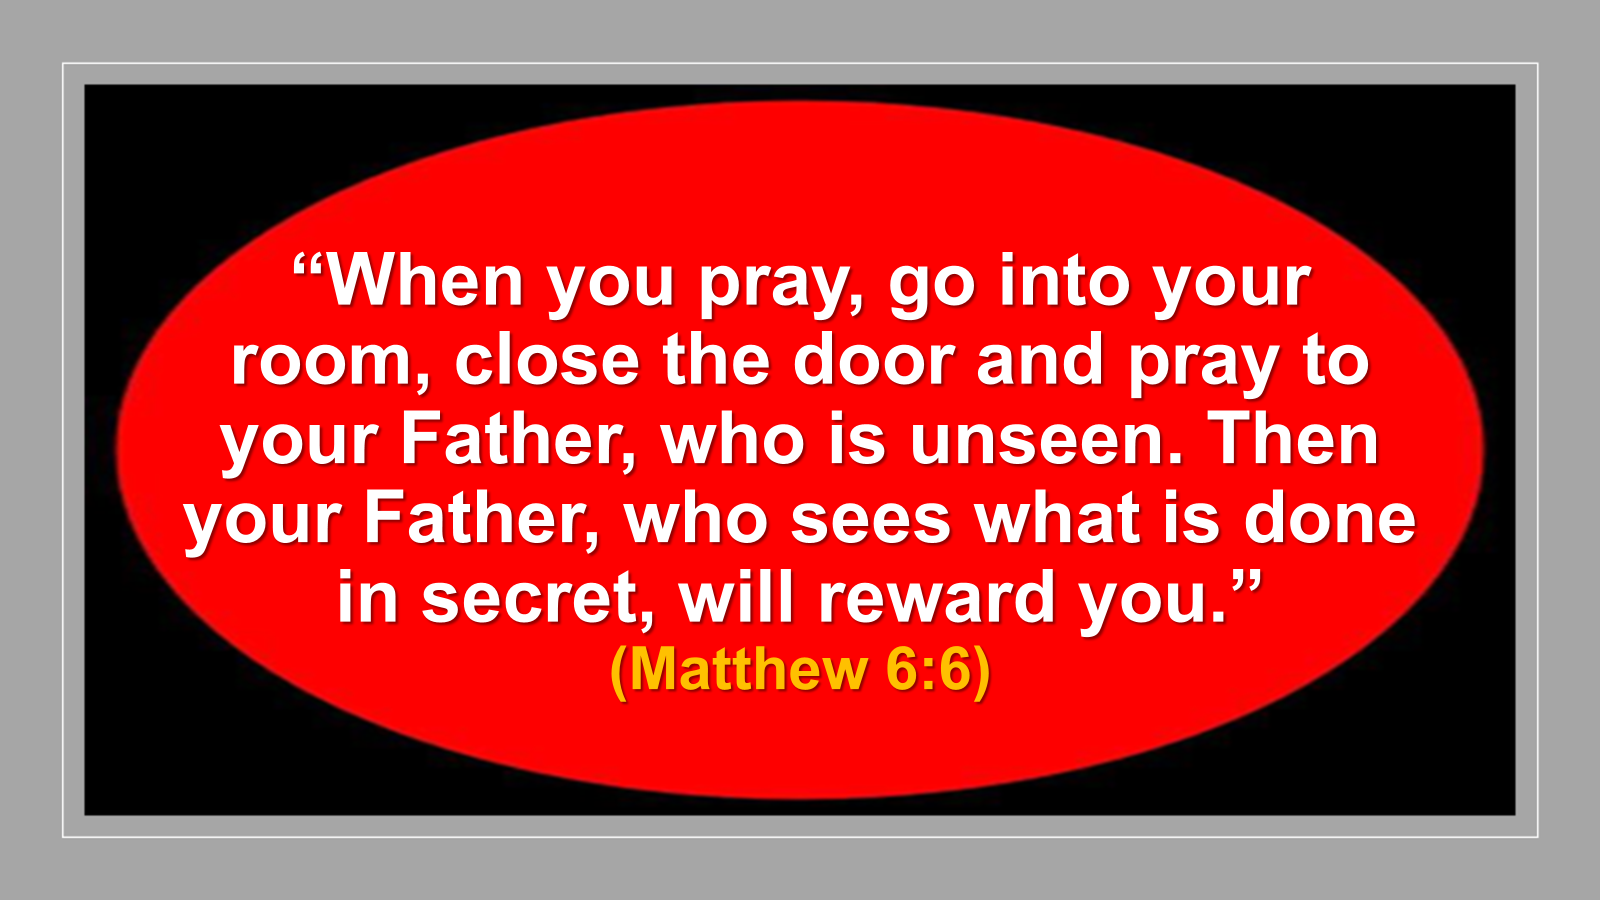 “When you pray, go into your
room, close the door and pray to
your Father, who is unseen. Then
your Father, who sees what is done
in secret, will reward you.”
(Matthew 6:6)